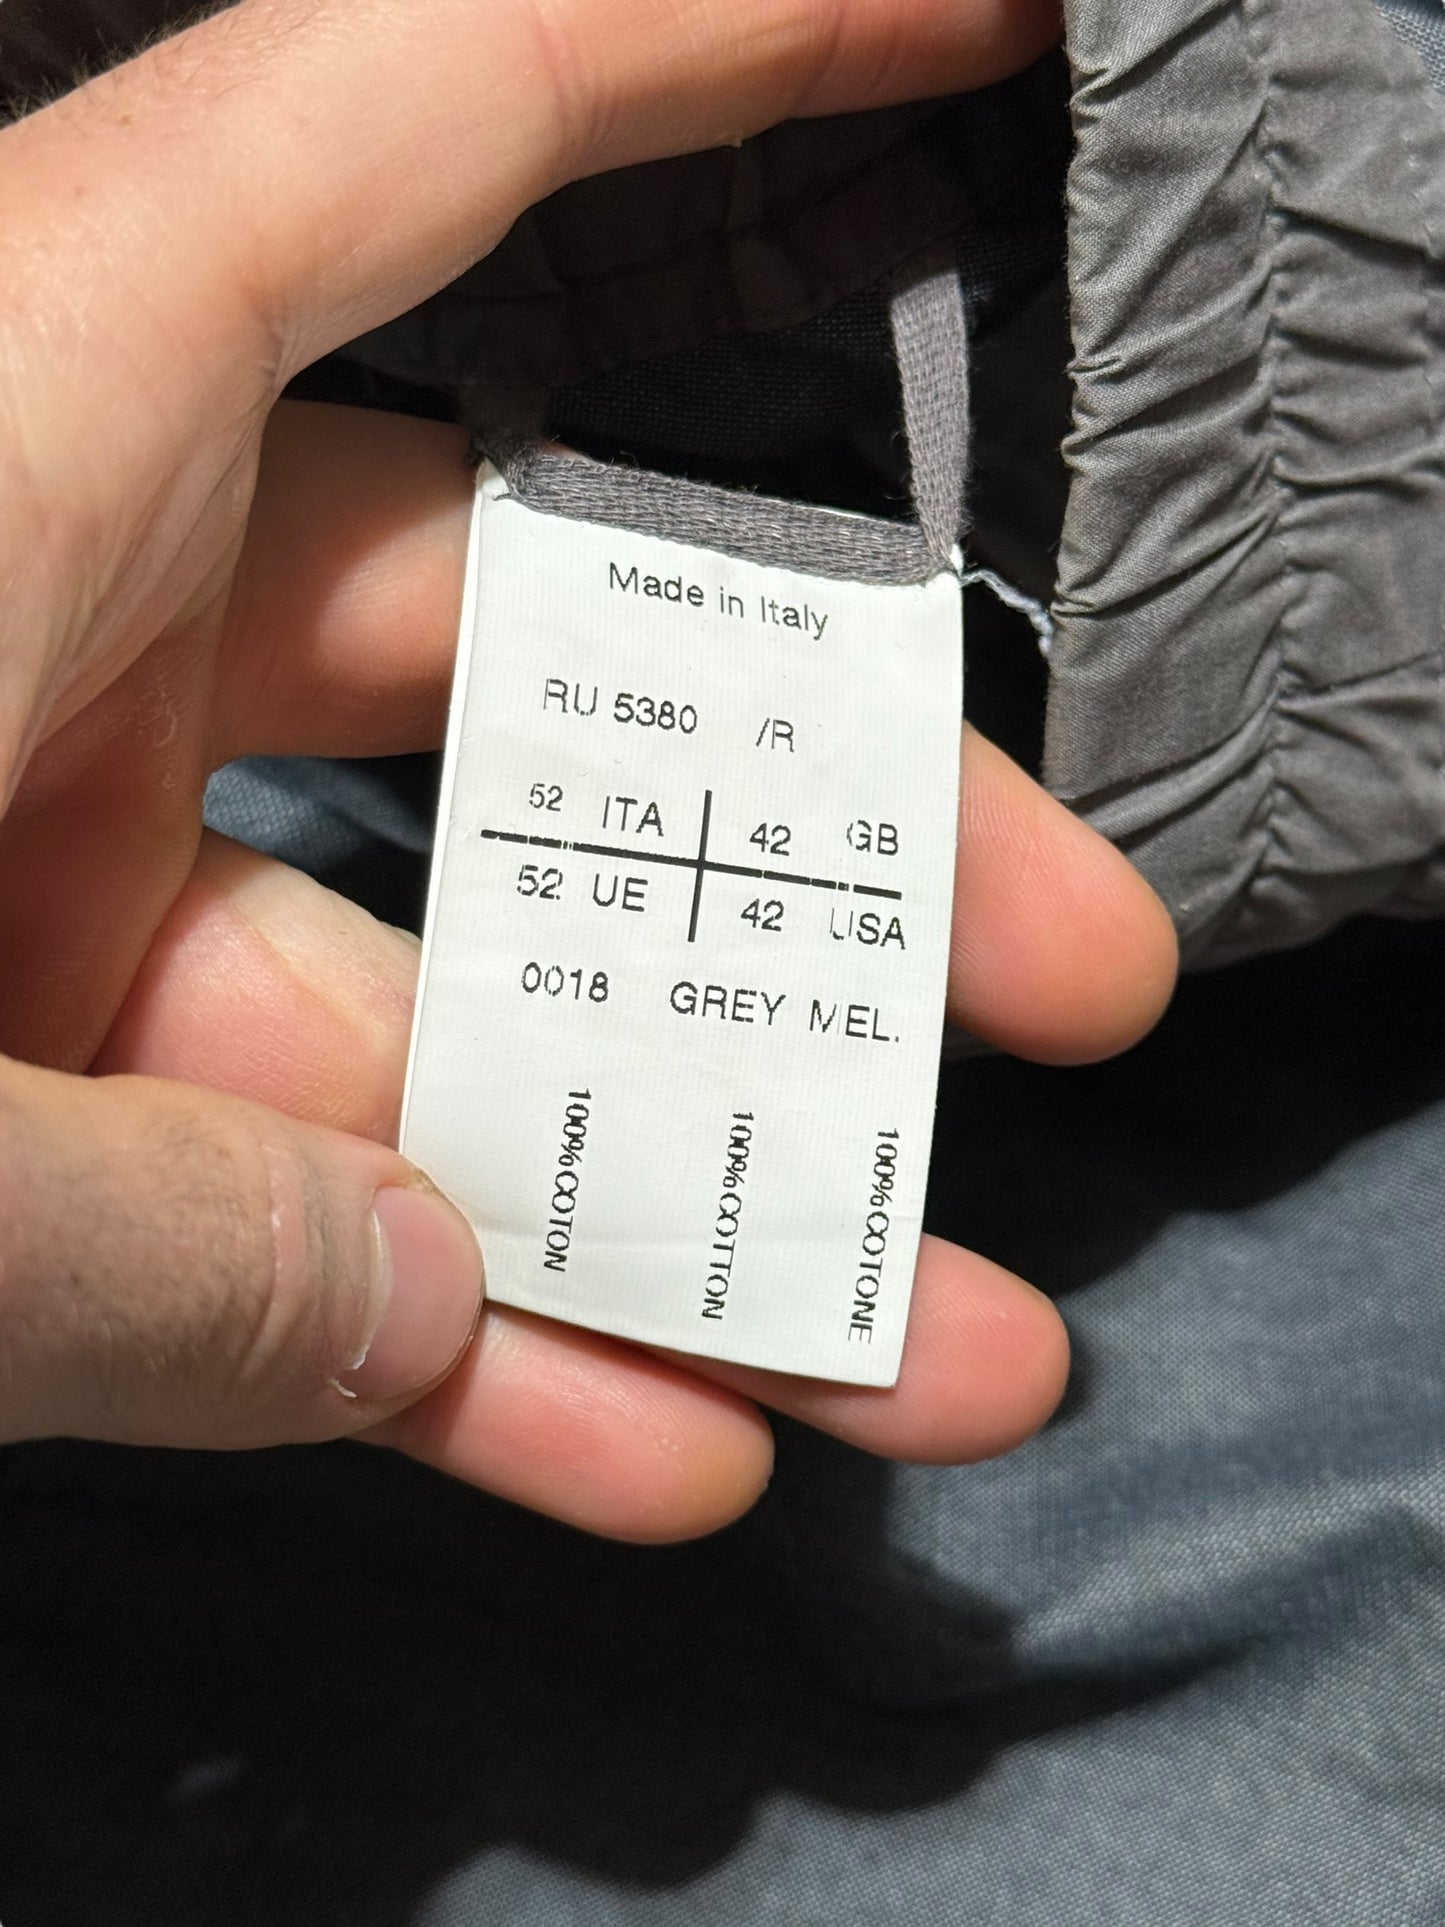 Made in Italy
RU 5380 /R
52 ITA 42 GB
52 UE 42 USA
0018 GREY MEL.
100%COTON
100%COTTON
100%COTONE